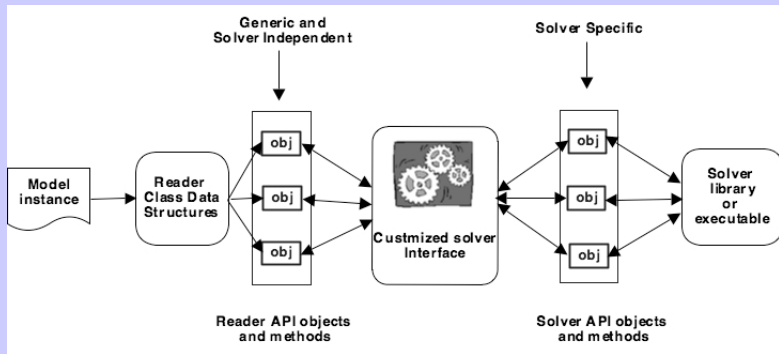 Generic and
Solver Independent
Solver Specific
Model
instance
Reader
Class Data
Structures
obj
obj
obj
Custmized solver
Interface
obj
obj
obj
Solver
library
or
executable
Reader API objects
and methods
Solver API objects
and methods